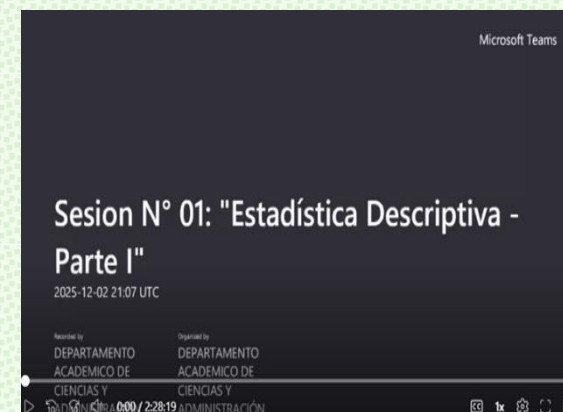 Microsoft Teams
Sesion N° 01: "Estadística Descriptiva -
Parte I"
2025-12-02 21:07 UTC
Recorded by
Organized by
DEPARTAMENTO
ACADEMICO DE
CIENCIAS Y
DEPARTAMENTO
ACADEMICO DE
CIENCIAS Y
ADMINISTRACIÓN
0:00 / 2:28:19
CC
1x